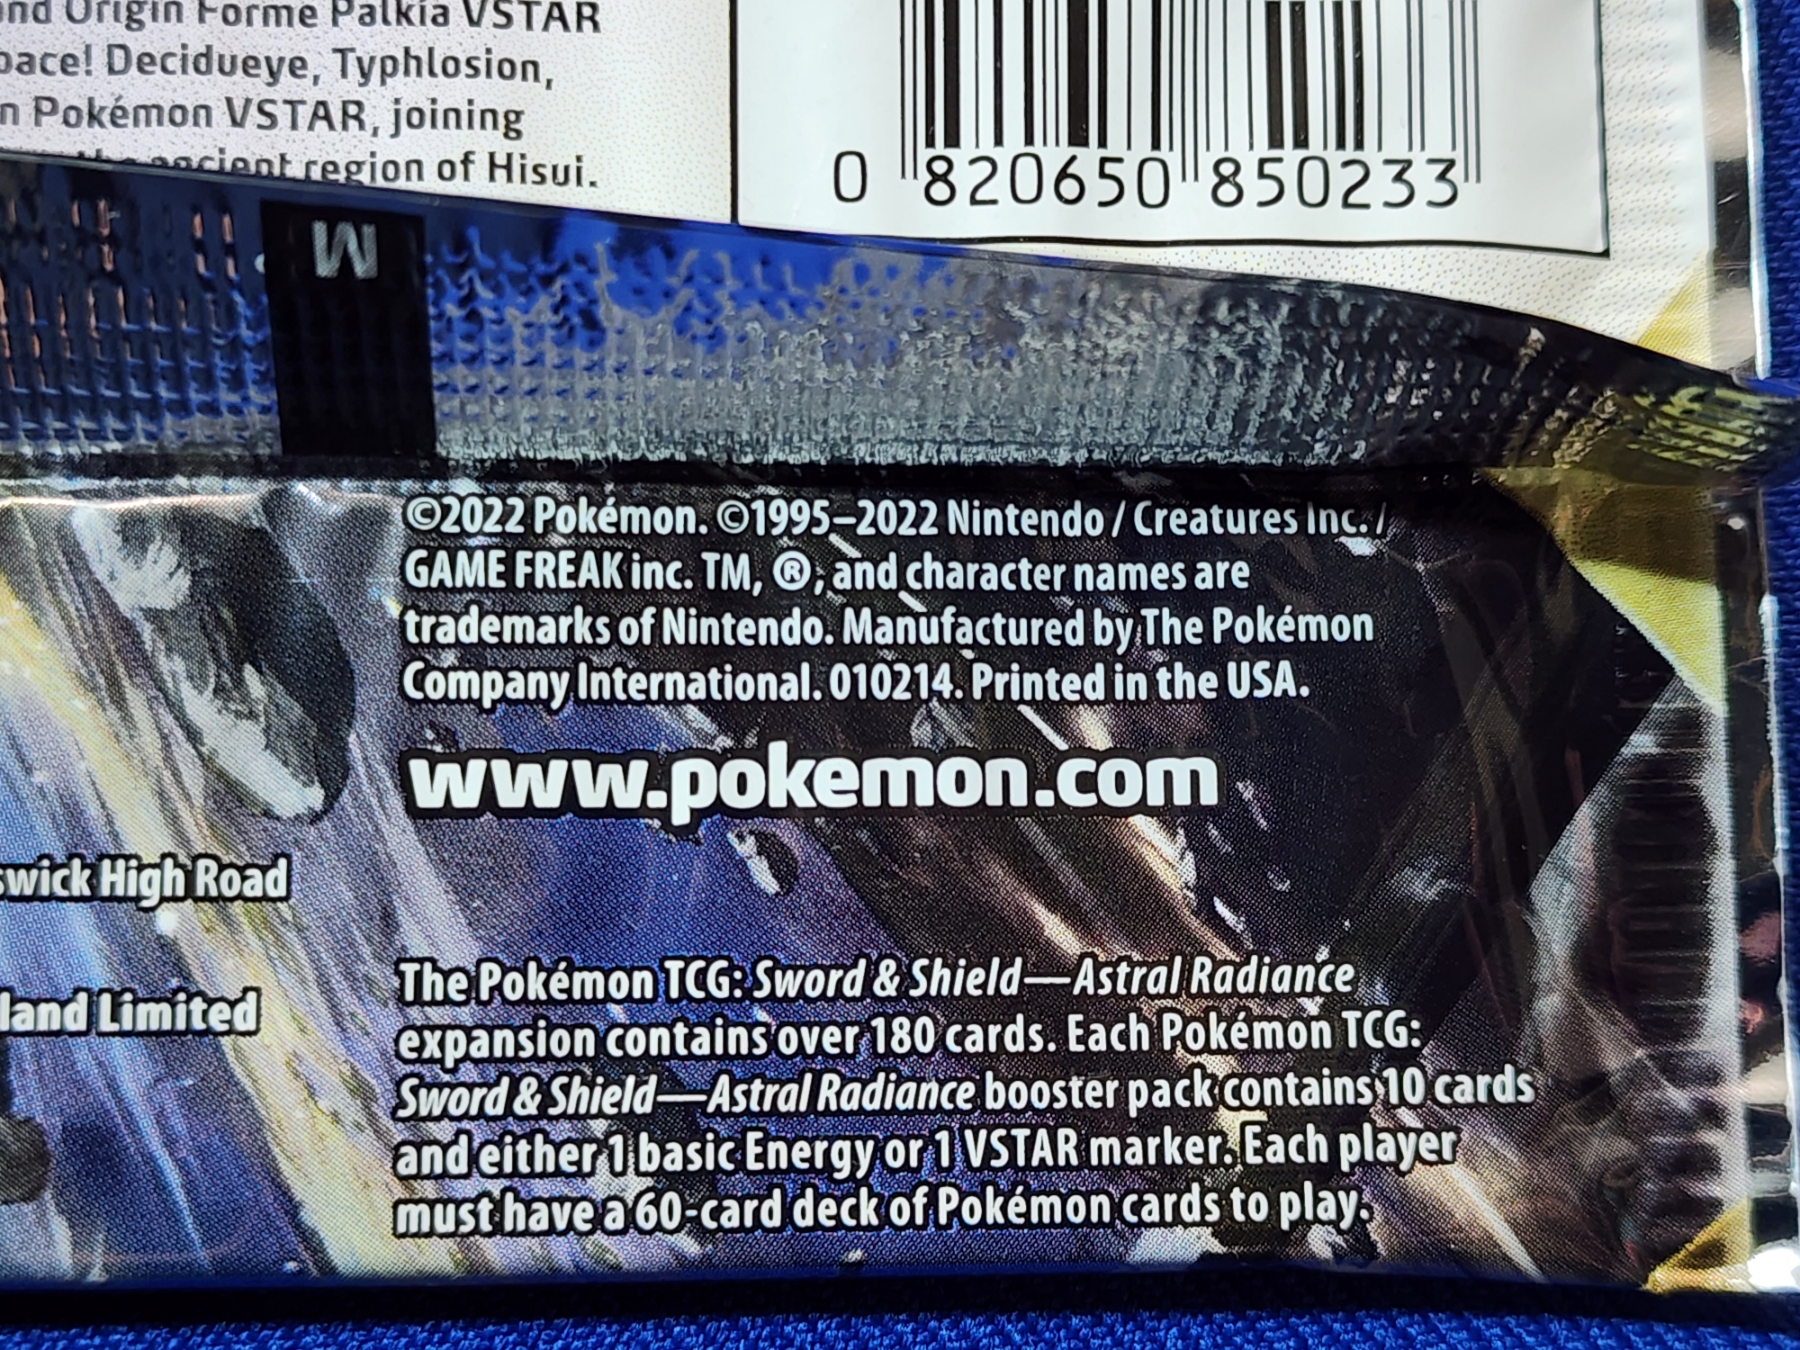 nd Origin Forme Palkia VSTAR
pace! Decidueye, Typhlosion,
n Pokémon VSTAR, joining
the ancient region of Hisui.
0 820650 850233
M
©2022 Pokémon. ©1995–2022 Nintendo / Creatures Inc. /
GAME FREAK inc. TM, ®, and character names are
trademarks of Nintendo. Manufactured by The Pokémon
Company International. 010214. Printed in the USA.
www.pokemon.com
swick High Road
land Limited
The Pokémon TCG: Sword & Shield—Astral Radiance
expansion contains over 180 cards. Each Pokémon TCG:
Sword & Shield—Astral Radiance booster pack contains 10 cards
and either 1 basic Energy or 1 VSTAR marker. Each player
must have a 60-card deck of Pokémon cards to play.